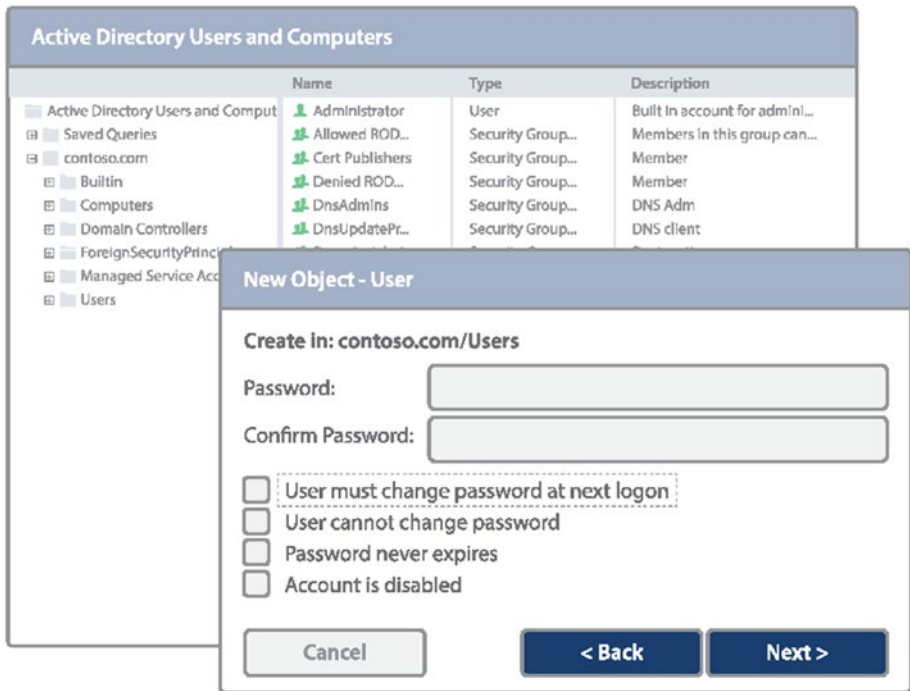 Active Directory Users and Computers
Name Type Description
Active Directory Users and Comput
Saved Queries
contoso.com
Builtin
Computers
Domain Controllers
ForeignSecurityPrinci
Managed Service Acc
Users
Administrator User Built in account for admini...
Allowed ROD... Security Group... Members in this group can...
Cert Publishers Security Group... Member
Denied ROD... Security Group... Member
DnsAdmins Security Group... DNS Adm
DnsUpdatePr... Security Group... DNS client
New Object - User
Create in: contoso.com/Users
Password:
Confirm Password:
User must change password at next logon
User cannot change password
Password never expires
Account is disabled
Cancel < Back Next >